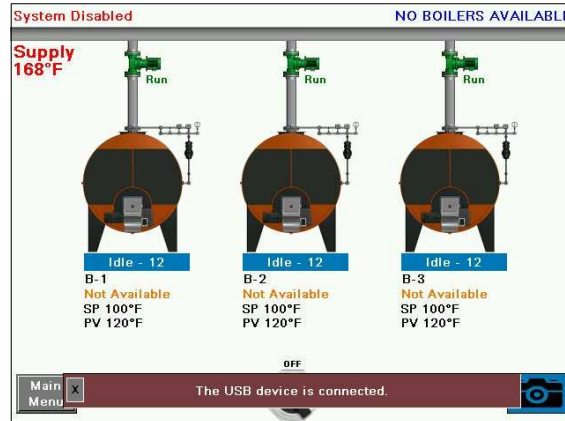 System Disabled
NO BOILERS AVAILABLE
Supply
168°F
Run
Run
Run
Idle - 12
Idle - 12
Idle - 12
B-1
Not Available
SP 100°F
PV 120°F
B-2
Not Available
SP 100°F
PV 120°F
B-3
Not Available
SP 100°F
PV 120°F
OFF
Main
Menu
X
The USB device is connected.